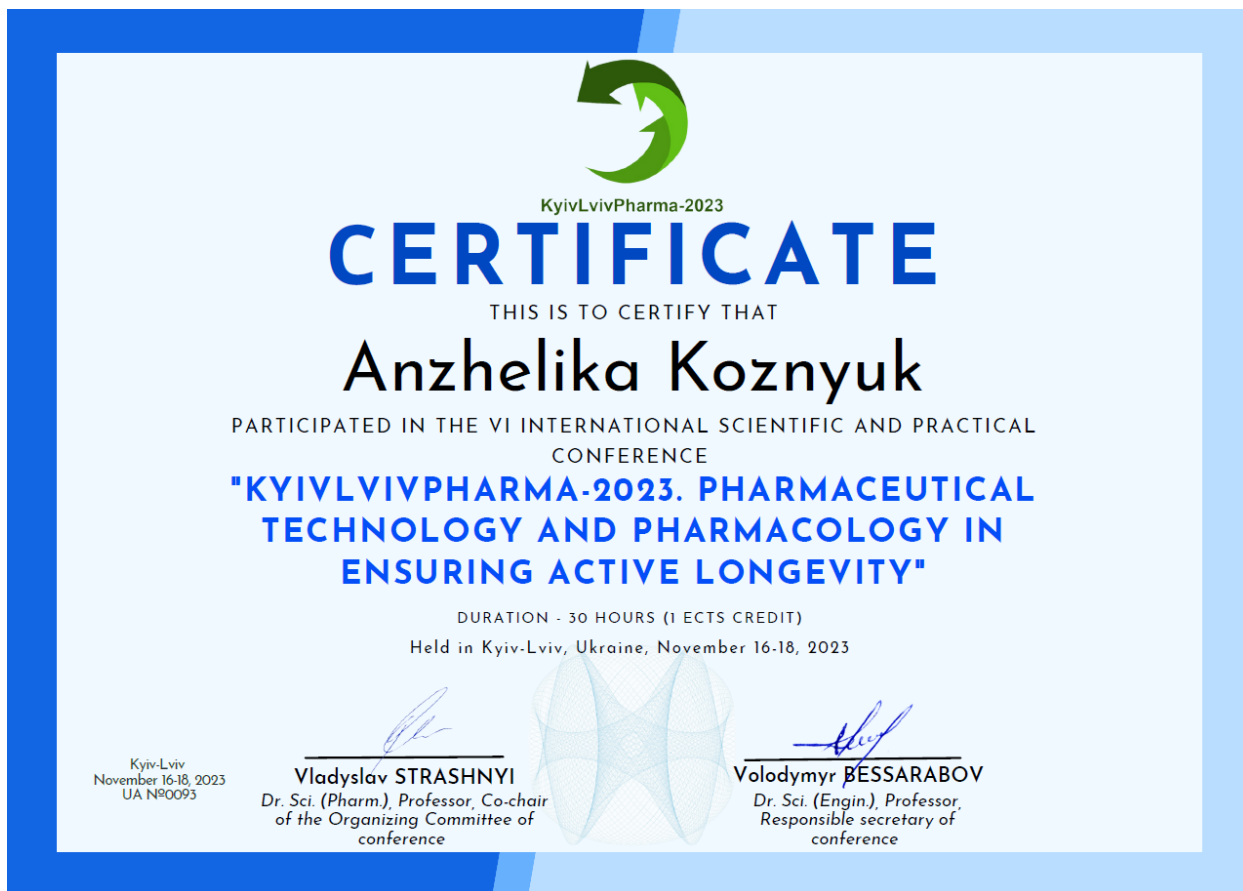 KyivLvivPharma-2023
CERTIFICATE
THIS IS TO CERTIFY THAT
Anzhelika Koznyuk
PARTICIPATED IN THE VI INTERNATIONAL SCIENTIFIC AND PRACTICAL
CONFERENCE
"KYIVLVIVPHARMA-2023. PHARMACEUTICAL
TECHNOLOGY AND PHARMACOLOGY IN
ENSURING ACTIVE LONGEVITY"
DURATION - 30 HOURS (1 ECTS CREDIT)
Held in Kyiv-Lviv, Ukraine, November 16-18, 2023
Kyiv-Lviv
November 16-18, 2023
UA №0093
Vladyslav STRASHNYI
Dr. Sci. (Pharm.), Professor, Co-chair
of the Organizing Committee of
conference
Volodymyr BESSARABOV
Dr. Sci. (Engin.), Professor,
Responsible secretary of
conference